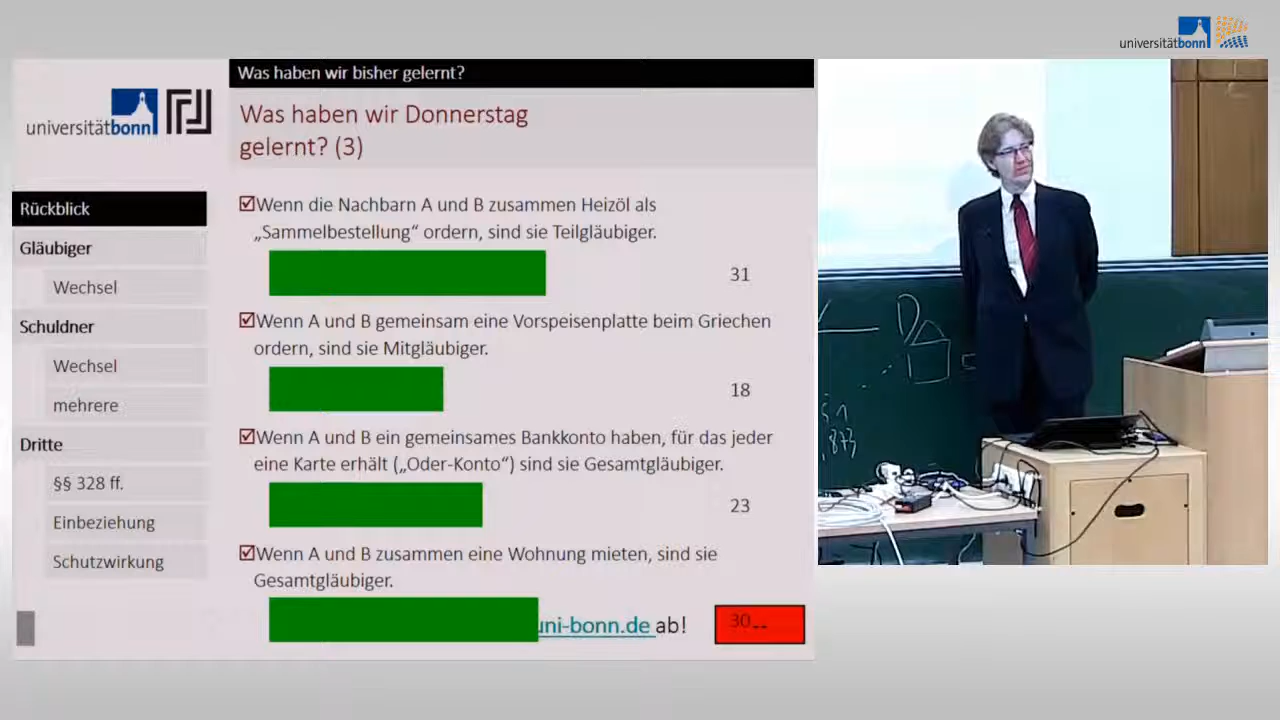 universitätbonn
universitätbonn
Was haben wir bisher gelernt?
Was haben wir Donnerstag
gelernt? (3)
Rückblick
Gläubiger
Wechsel
Schuldner
Wechsel
mehrere
Dritte
§§ 328 ff.
Einbeziehung
Schutzwirkung
Wenn die Nachbarn A und B zusammen Heizöl als
„Sammelbestellung“ ordern, sind sie Teilgläubiger.
31
Wenn A und B gemeinsam eine Vorspeisenplatte beim Griechen
ordern, sind sie Mitgläubiger.
18
Wenn A und B ein gemeinsames Bankkonto haben, für das jeder
eine Karte erhält („Oder-Konto“) sind sie Gesamtgläubiger.
23
Wenn A und B zusammen eine Wohnung mieten, sind sie
Gesamtgläubiger.
uni-bonn.de ab!
30
D